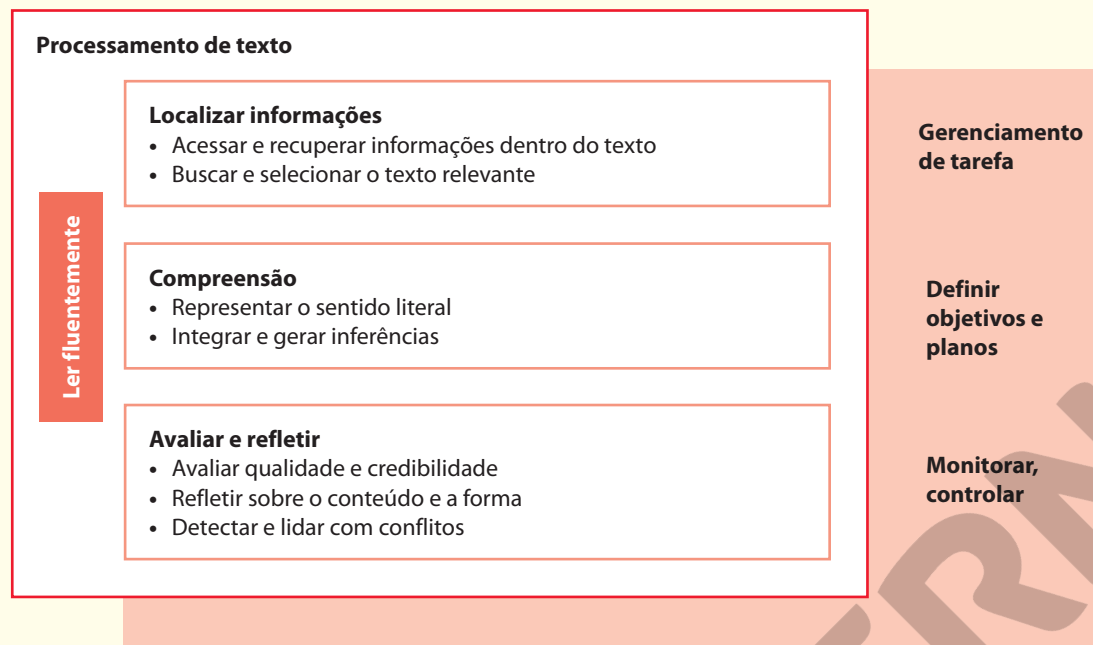 Processamento de texto
Localizar informações
• Acessar e recuperar informações dentro do texto
• Buscar e selecionar o texto relevante
Ler fluentemente
Compreensão
• Representar o sentido literal
• Integrar e gerar inferências
Avaliar e refletir
• Avaliar qualidade e credibilidade
• Refletir sobre o conteúdo e a forma
• Detectar e lidar com conflitos
Gerenciamento
de tarefa
Definir
objetivos e
planos
Monitorar,
controlar